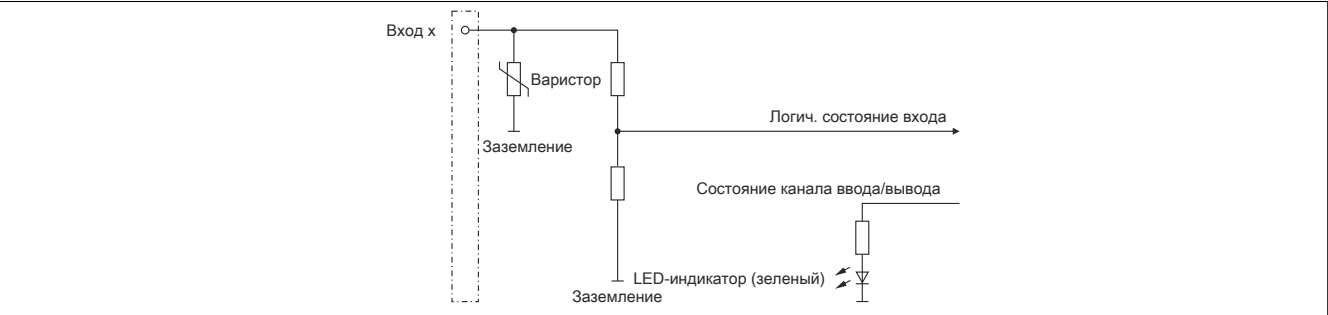 Вход x
Варистор
Логич. состояние входа
Заземление
Состояние канала ввода/вывода
LED-индикатор (зеленый)
Заземление